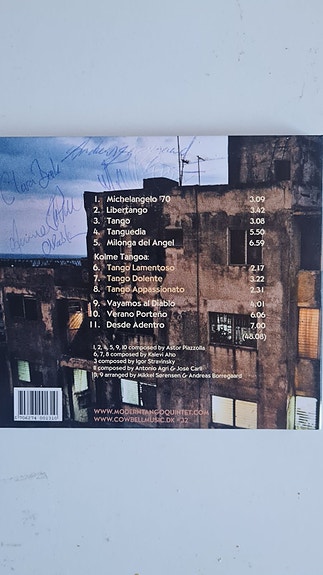 1. Michelangelo '70 3.09
2. Libertango 3.42
3. Tango 3.08
4. Tanguedia 5.50
5. Milonga del Angel 6.59
Kolme Tangoa:
6. Tango Lamentoso 2.17
7. Tango Dolente 5.22
8. Tango Appassionato 2.31
9. Vayamos al Diablo 4.01
10. Verano Porteño 6.06
11. Desde Adentro 7.00
(48.08)
1, 2, 4, 5, 9, 10 composed by Astor Piazzolla
6, 7, 8 composed by Kalevi Aho
3 composed by Igor Stravinsky
11 composed by Antonio Agri & José Carli
9 arranged by Mikkel Sørensen & Andreas Borregaard
WWW.MODERNTANGOQUINTET.COM
WWW.COWBELLMUSIC.DK #32